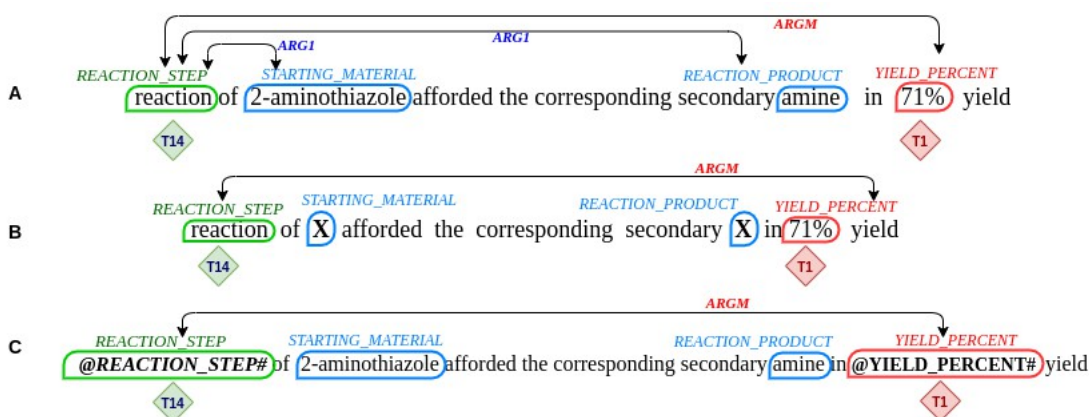 ARGM
ARG1 ARG1
REACTION_STEP STARTING_MATERIAL REACTION_PRODUCT YIELD_PERCENT
A reaction of 2-aminothiazole afforded the corresponding secondary amine in 71% yield
T14 T1
ARGM
REACTION_STEP STARTING_MATERIAL REACTION_PRODUCT YIELD_PERCENT
B reaction of X afforded the corresponding secondary X in 71% yield
T14 T1
ARGM
REACTION_STEP STARTING_MATERIAL REACTION_PRODUCT YIELD_PERCENT
C @REACTION_STEP# of 2-aminothiazole afforded the corresponding secondary amine in @YIELD_PERCENT# yield
T14 T1